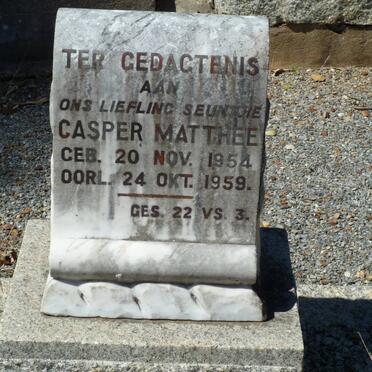 TER GEDACTENIS
AAN
ONS LIEFLING SEUNTJIE
CASPER MATTHEE
GEB. 20 NOV. 1954
OORL. 24 OKT. 1959.
GES. 22 VS. 3.